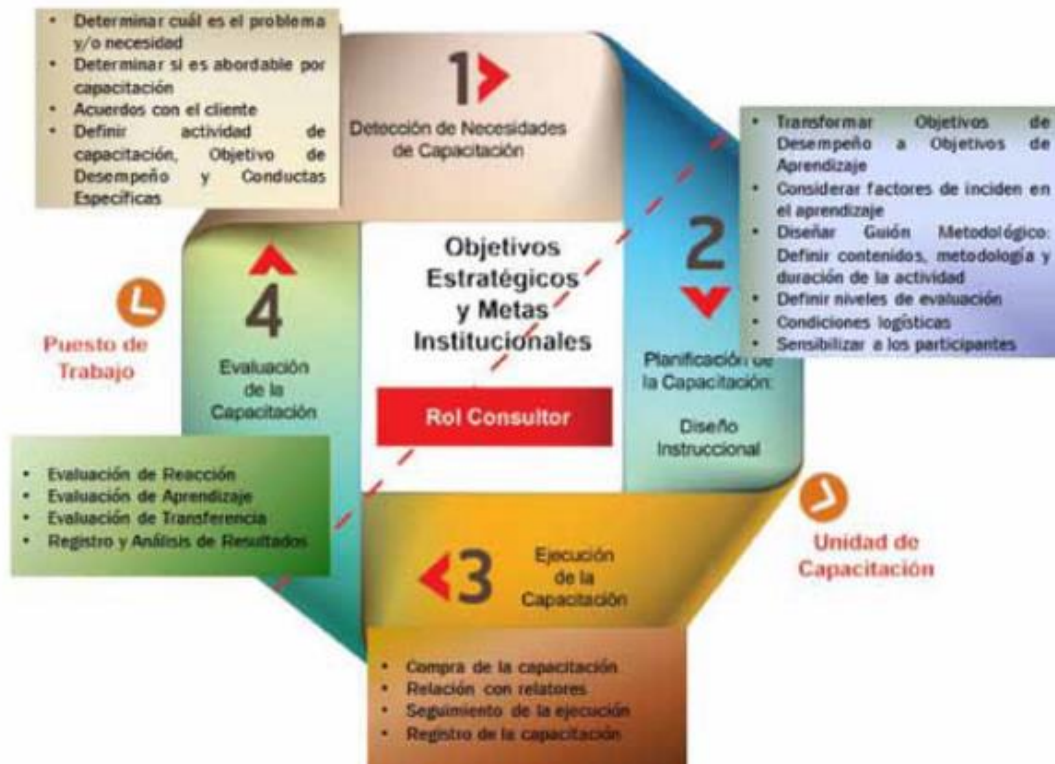 • Determinar cuál es el problema
y/o necesidad
• Determinar si es abordable por
capacitación
• Acuerdos con el cliente
• Definir actividad de
capacitación, Objetivo de
Desempeño y Conductas
Específicas
1
Detección de Necesidades
de Capacitación
• Transformar Objetivos de
Desempeño a Objetivos de
Aprendizaje
• Considerar factores de inciden en
el aprendizaje
• Diseñar Guión Metodológico:
Definir contenidos, metodología y
duración de la actividad
• Definir niveles de evaluación
• Condiciones logísticas
• Sensibilizar a los participantes
2
Planificación de
la Capacitación:
Diseño
Instruccional
Objetivos
Estratégicos
y Metas
Institucionales
Rol Consultor
4
Evaluación
de la
Capacitación
Puesto de
Trabajo
• Evaluación de Reacción
• Evaluación de Aprendizaje
• Evaluación de Transferencia
• Registro y Análisis de Resultados
3
Ejecución
de la
Capacitación
Unidad de
Capacitación
• Compra de la capacitación
• Relación con relatores
• Seguimiento de la ejecución
• Registro de la capacitación